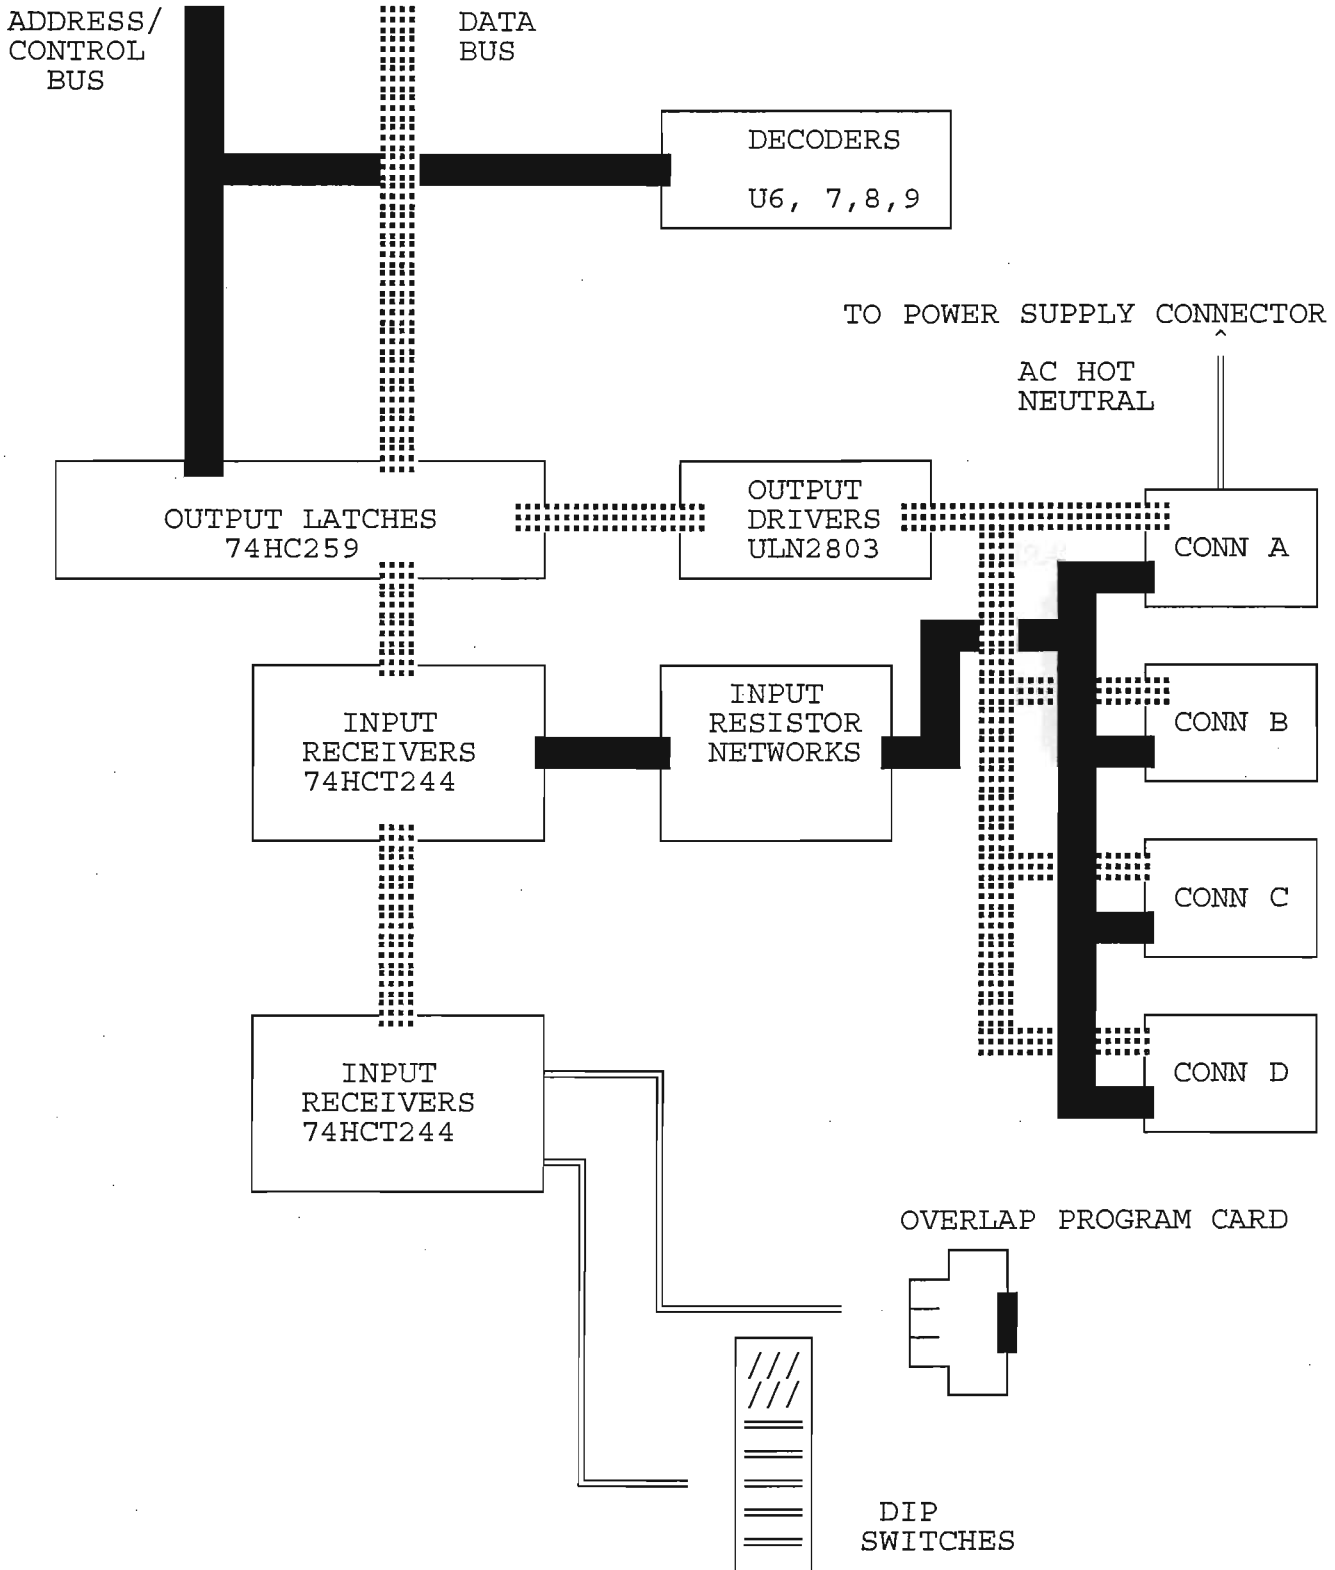 ADDRESS/
CONTROL
BUS
DATA
BUS
DECODERS
U6, 7,8,9
TO POWER SUPPLY CONNECTOR
^
AC HOT
NEUTRAL
OUTPUT LATCHES
74HC259
OUTPUT
DRIVERS
ULN2803
CONN A
INPUT
RECEIVERS
74HCT244
INPUT
RESISTOR
NETWORKS
CONN B
CONN C
INPUT
RECEIVERS
74HCT244
CONN D
OVERLAP PROGRAM CARD
DIP
SWITCHES